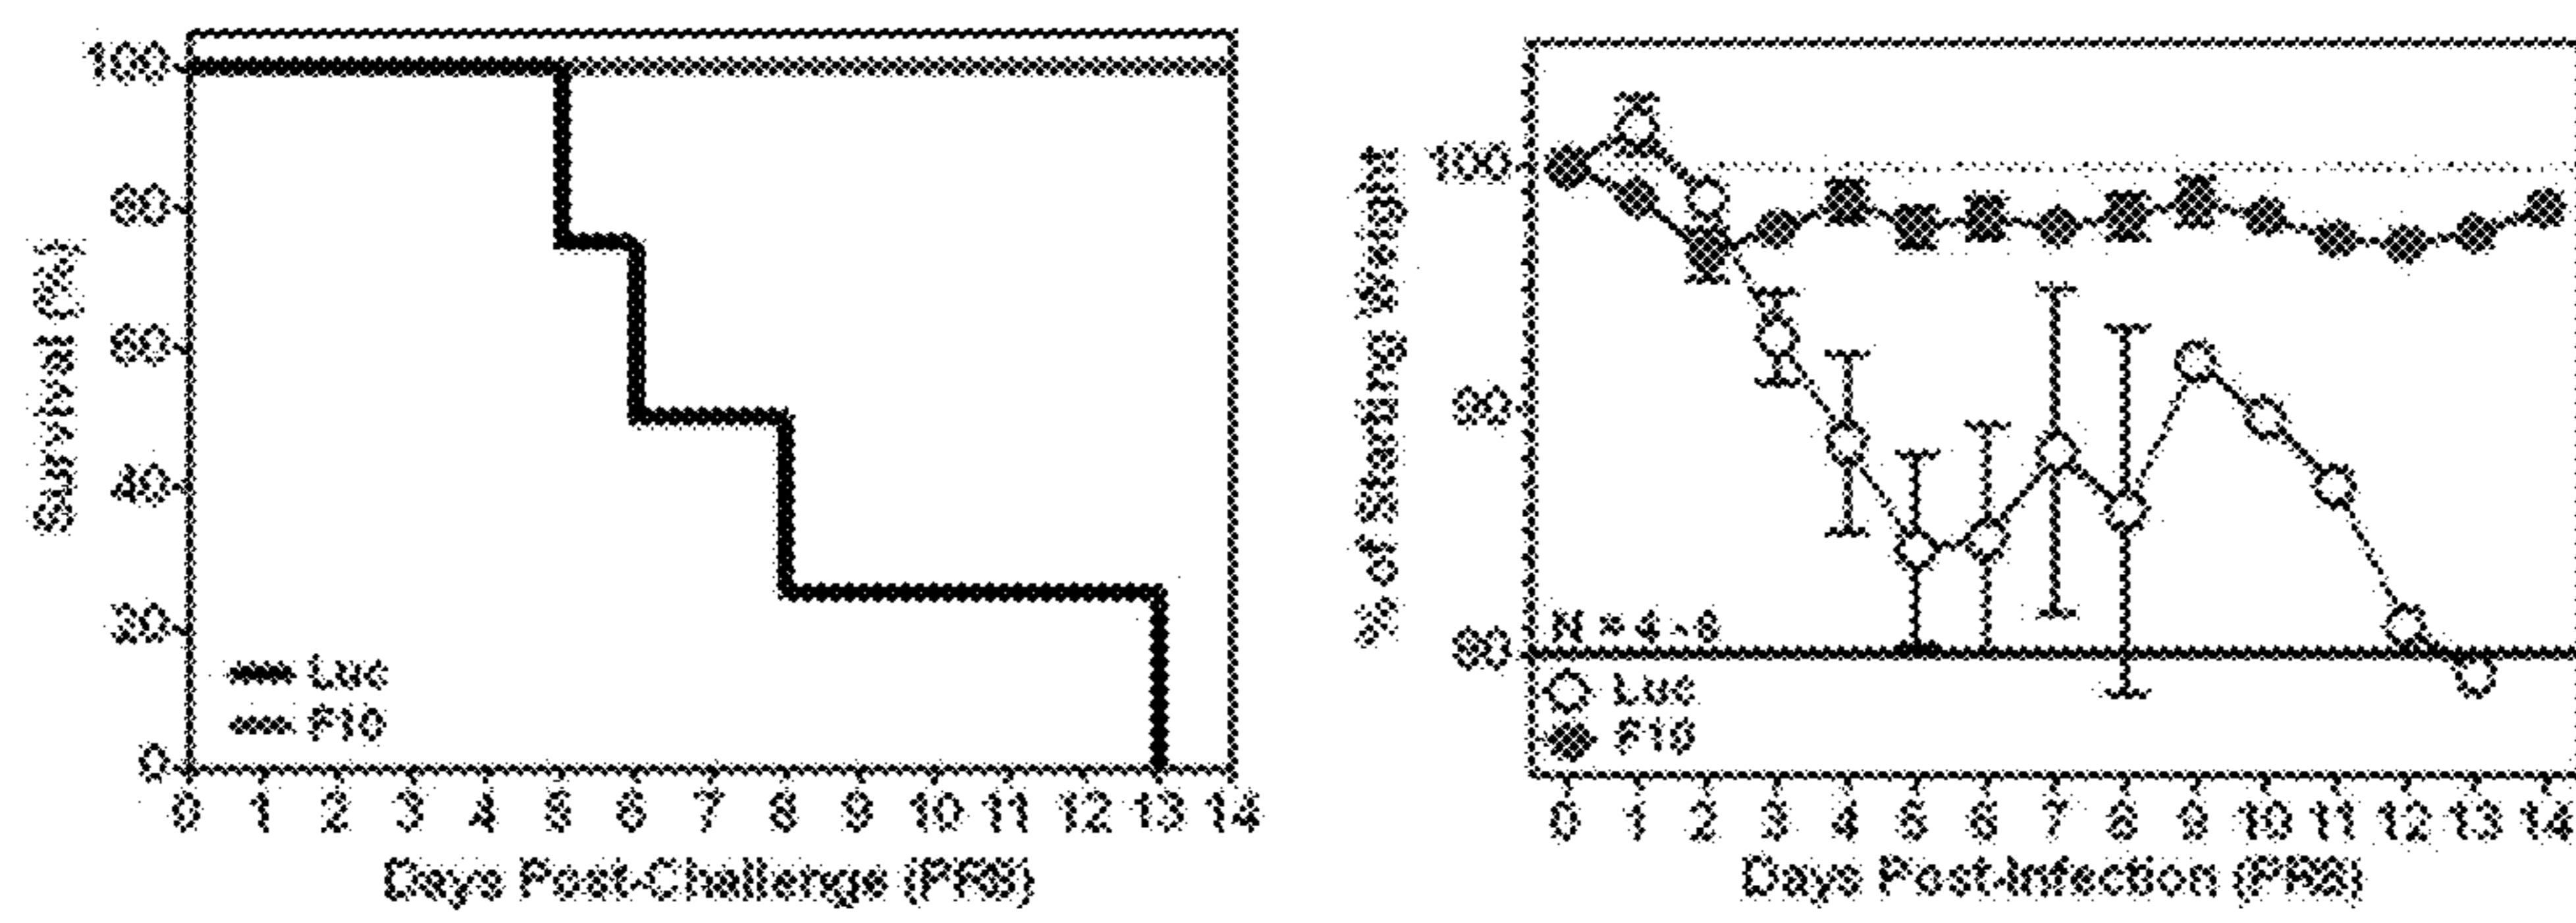 Survival (%)
100
80
60
40
20
0
Luc
F10
0 1 2 3 4 5 6 7 8 9 10 11 12 13 14
Days Post-Challenge (PR8)
% of Starting Weight
100
90
80
N = 4 - 8
Luc
F10
0 1 2 3 4 5 6 7 8 9 10 11 12 13 14
Days Post-Infection (PR8)